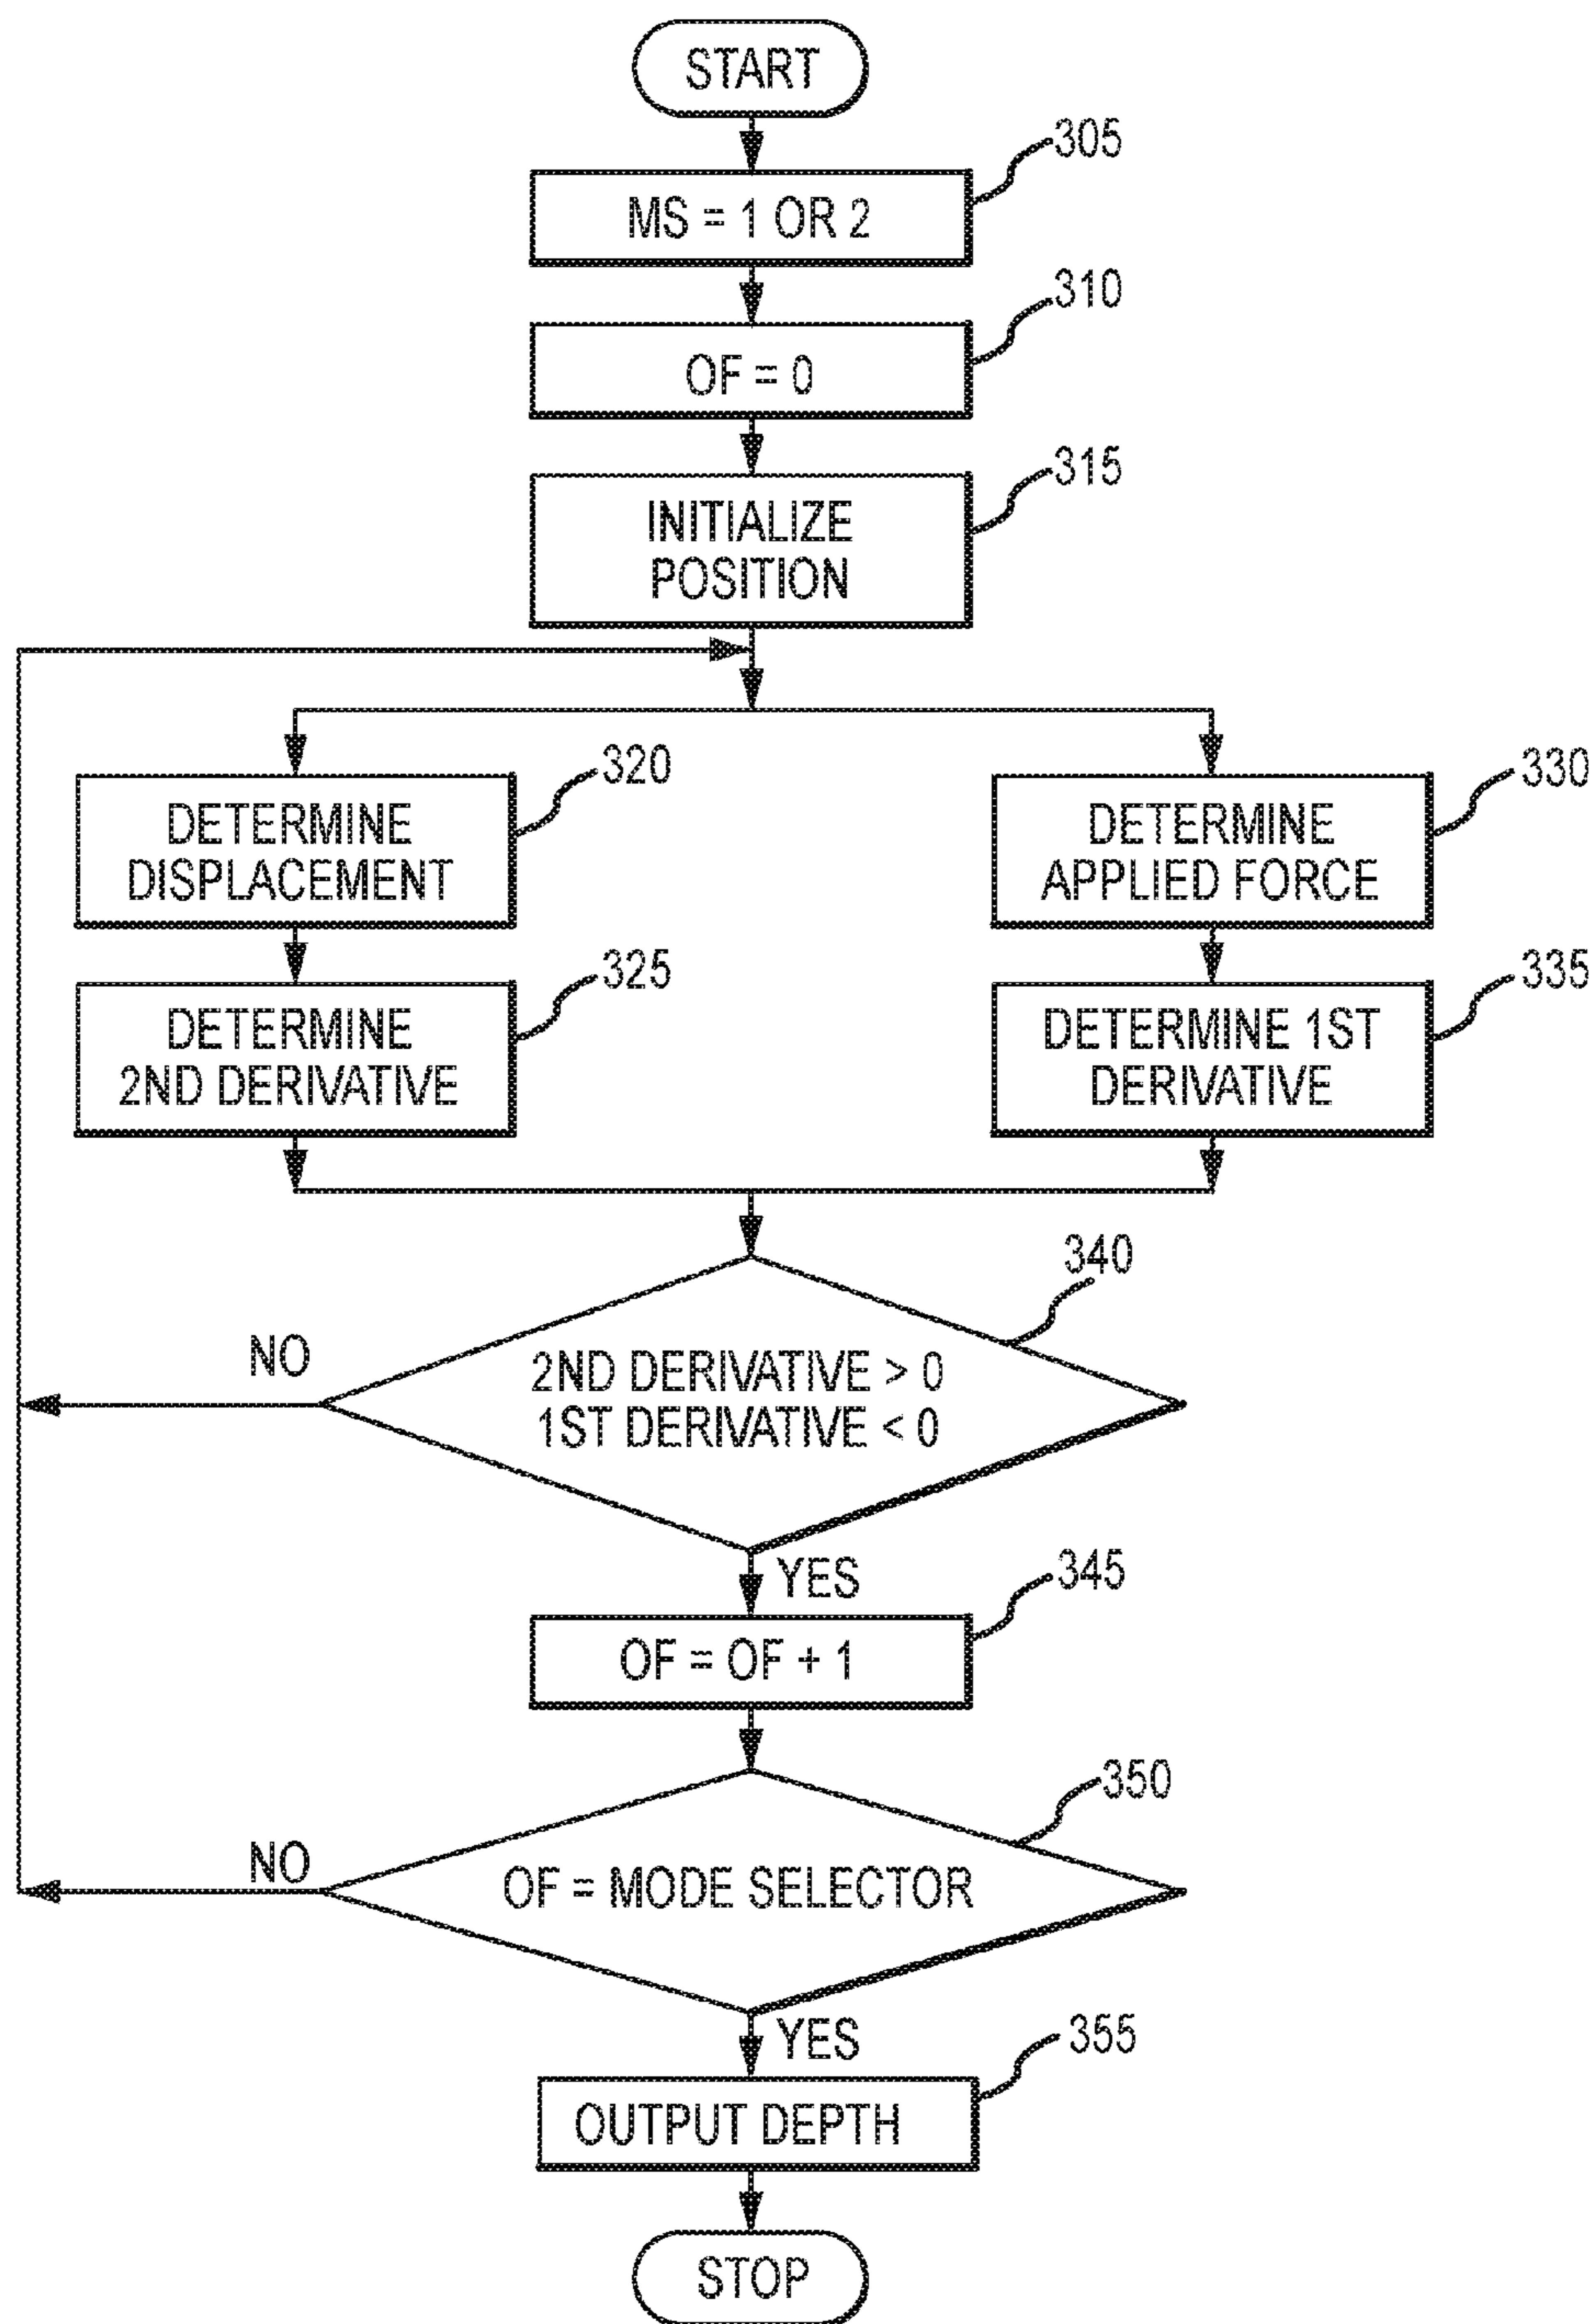 START
305
MS = 1 OR 2
310
OF = 0
315
INITIALIZE
POSITION
320
DETERMINE
DISPLACEMENT
330
DETERMINE
APPLIED FORCE
325
DETERMINE
2ND DERIVATIVE
335
DETERMINE 1ST
DERIVATIVE
340
NO
2ND DERIVATIVE > 0
1ST DERIVATIVE < 0
YES
345
OF = OF + 1
350
NO
OF = MODE SELECTOR
YES
355
OUTPUT DEPTH
STOP